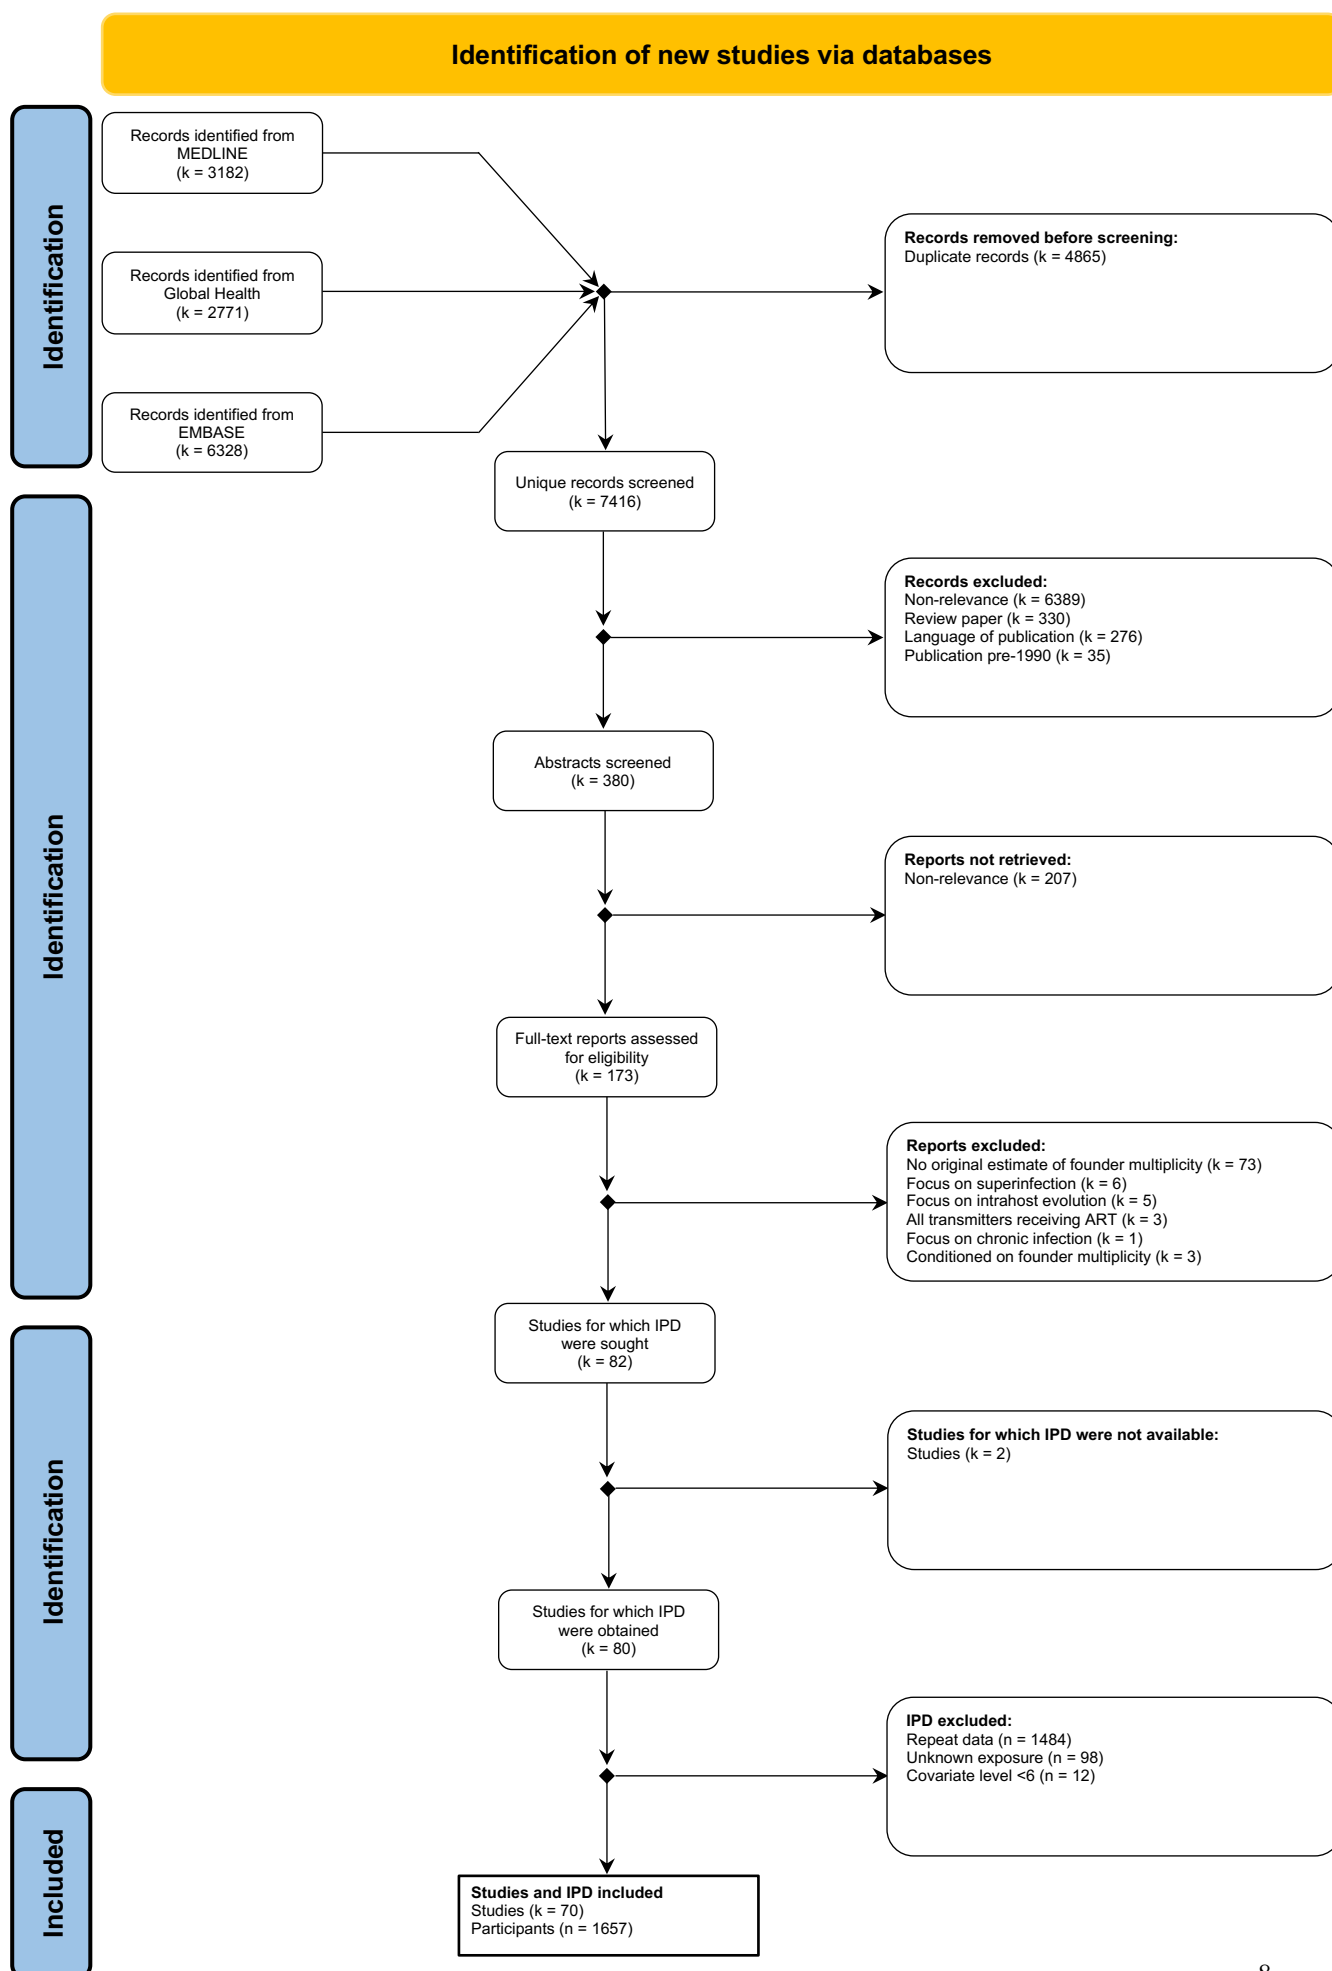 Identification of new studies via databases
Identification
Records identified from
MEDLINE
(k = 3182)
Records identified from
Global Health
(k = 2771)
Records identified from
EMBASE
(k = 6328)
Records removed before screening:
Duplicate records (k = 4865)
Unique records screened
(k = 7416)
Identification
Records excluded:
Non-relevance (k = 6389)
Review paper (k = 330)
Language of publication (k = 276)
Publication pre-1990 (k = 35)
Abstracts screened
(k = 380)
Reports not retrieved:
Non-relevance (k = 207)
Full-text reports assessed
for eligibility
(k = 173)
Reports excluded:
No original estimate of founder multiplicity (k = 73)
Focus on superinfection (k = 6)
Focus on intrahost evolution (k = 5)
All transmitters receiving ART (k = 3)
Focus on chronic infection (k = 1)
Conditioned on founder multiplicity (k = 3)
Identification
Studies for which IPD
were sought
(k = 82)
Studies for which IPD were not available:
Studies (k = 2)
Studies for which IPD
were obtained
(k = 80)
IPD excluded:
Repeat data (n = 1484)
Unknown exposure (n = 98)
Covariate level <6 (n = 12)
Included
Studies and IPD included
Studies (k = 70)
Participants (n = 1657)
8